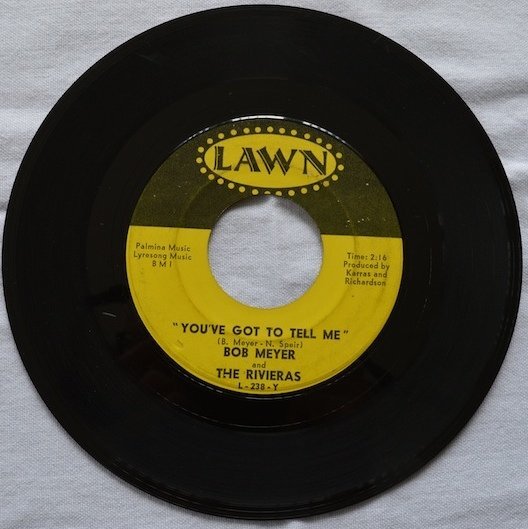 LAWN
Palmina Music
Lyresong Music
B M I
Time: 2:16
Produced by
Karras and
Richardson
"YOU'VE GOT TO TELL ME"
(B. Meyer - N. Speir)
BOB MEYER
and
THE RIVIERAS
L - 238 - Y